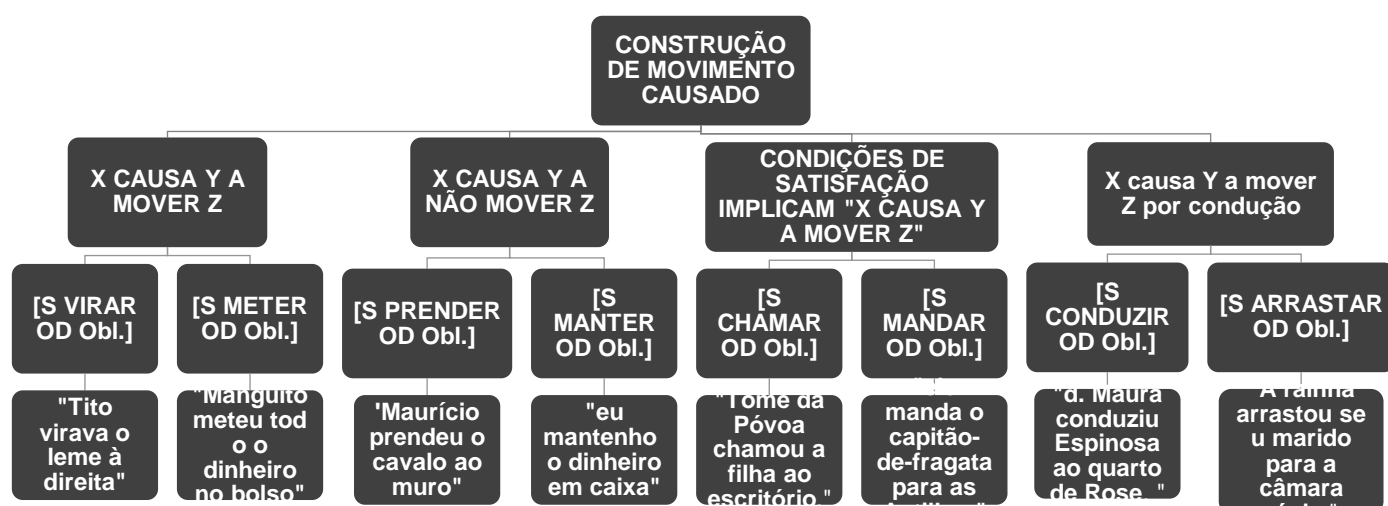 CONSTRUÇÃO
DE MOVIMENTO
CAUSADO
X CAUSA Y A
MOVER Z
X CAUSA Y A
NÃO MOVER Z
CONDIÇÕES DE
SATISFAÇÃO
IMPLICAM "X CAUSA Y
A MOVER Z"
X causa Y a mover
Z por condução
[S VIRAR
OD Obl.]
[S METER
OD Obl.]
[S PRENDER
OD Obl.]
[S
MANTER
OD Obl.]
[S
CHAMAR
OD Obl.]
[S
MANDAR
OD Obl.]
[S
CONDUZIR
OD Obl.]
[S ARRASTAR
OD Obl.]
"Tito
virava o
leme à
direita"
"Manguito
meteu tod
o o
dinheiro
no bolso"
'Maurício
prendeu o
cavalo ao
muro"
"eu
mantenho
o dinheiro
em caixa"
"Tomé da
Póvoa
chamou a
filha ao
escritório."
manda o
capitão-
de-fragata
para as
"d. Maura
conduziu
Espinosa
ao quarto
de Rose. "
A rainha
arrastou se
u marido
para a
câmara